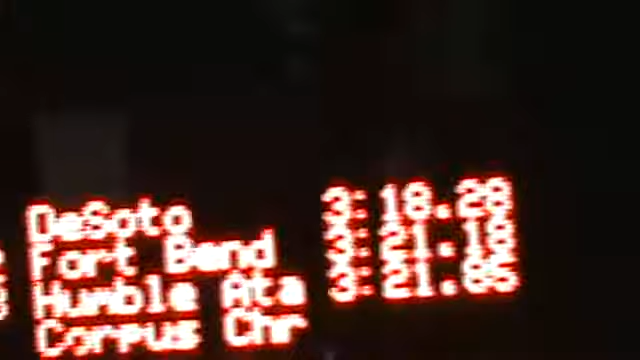 DeSoto 3:18.28
Fort Bend 3:21.18
Humble Ata 3:21.85
Corpus Chr